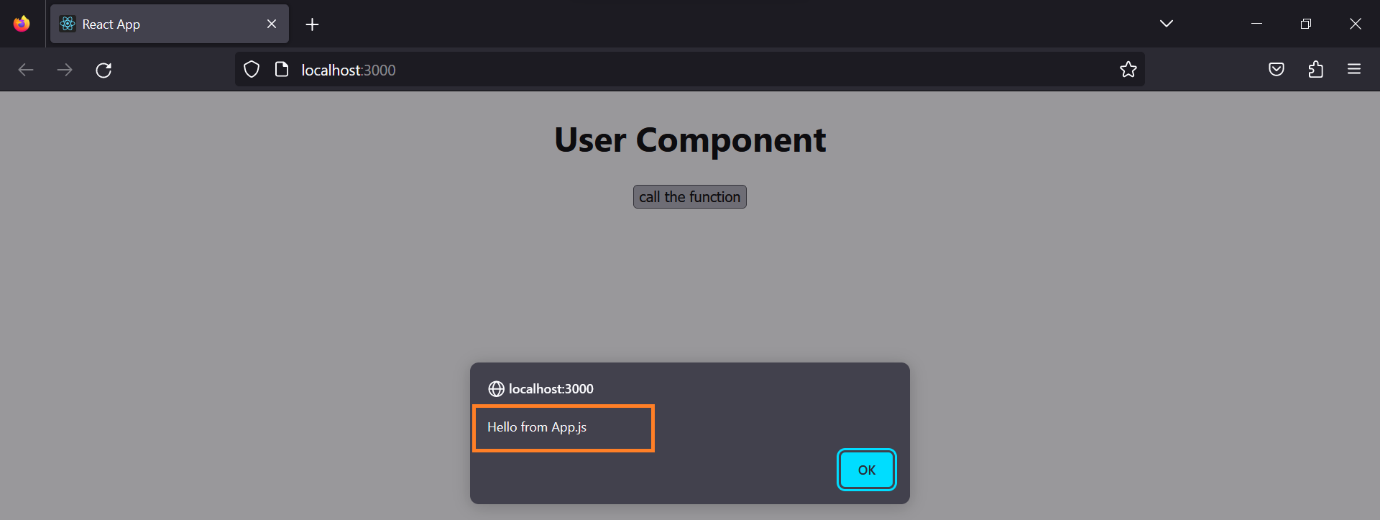 React App
localhost:3000
User Component
call the function
localhost:3000
Hello from App.js
OK